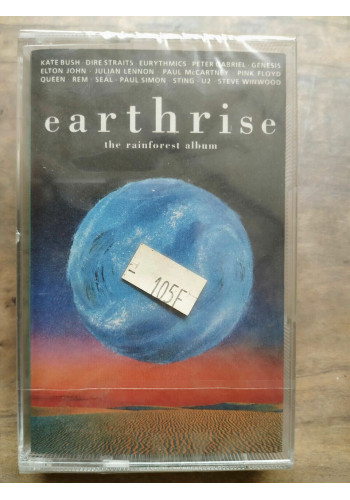 KATE BUSH · DIRE STRAITS · EURYTHMICS · PETER GABRIEL · GENESIS
ELTON JOHN · JULIAN LENNON · PAUL McCARTNEY · PINK FLOYD
QUEEN · REM · SEAL · PAUL SIMON · STING · U2 · STEVE WINWOOD
earthrise
the rainforest album
105F